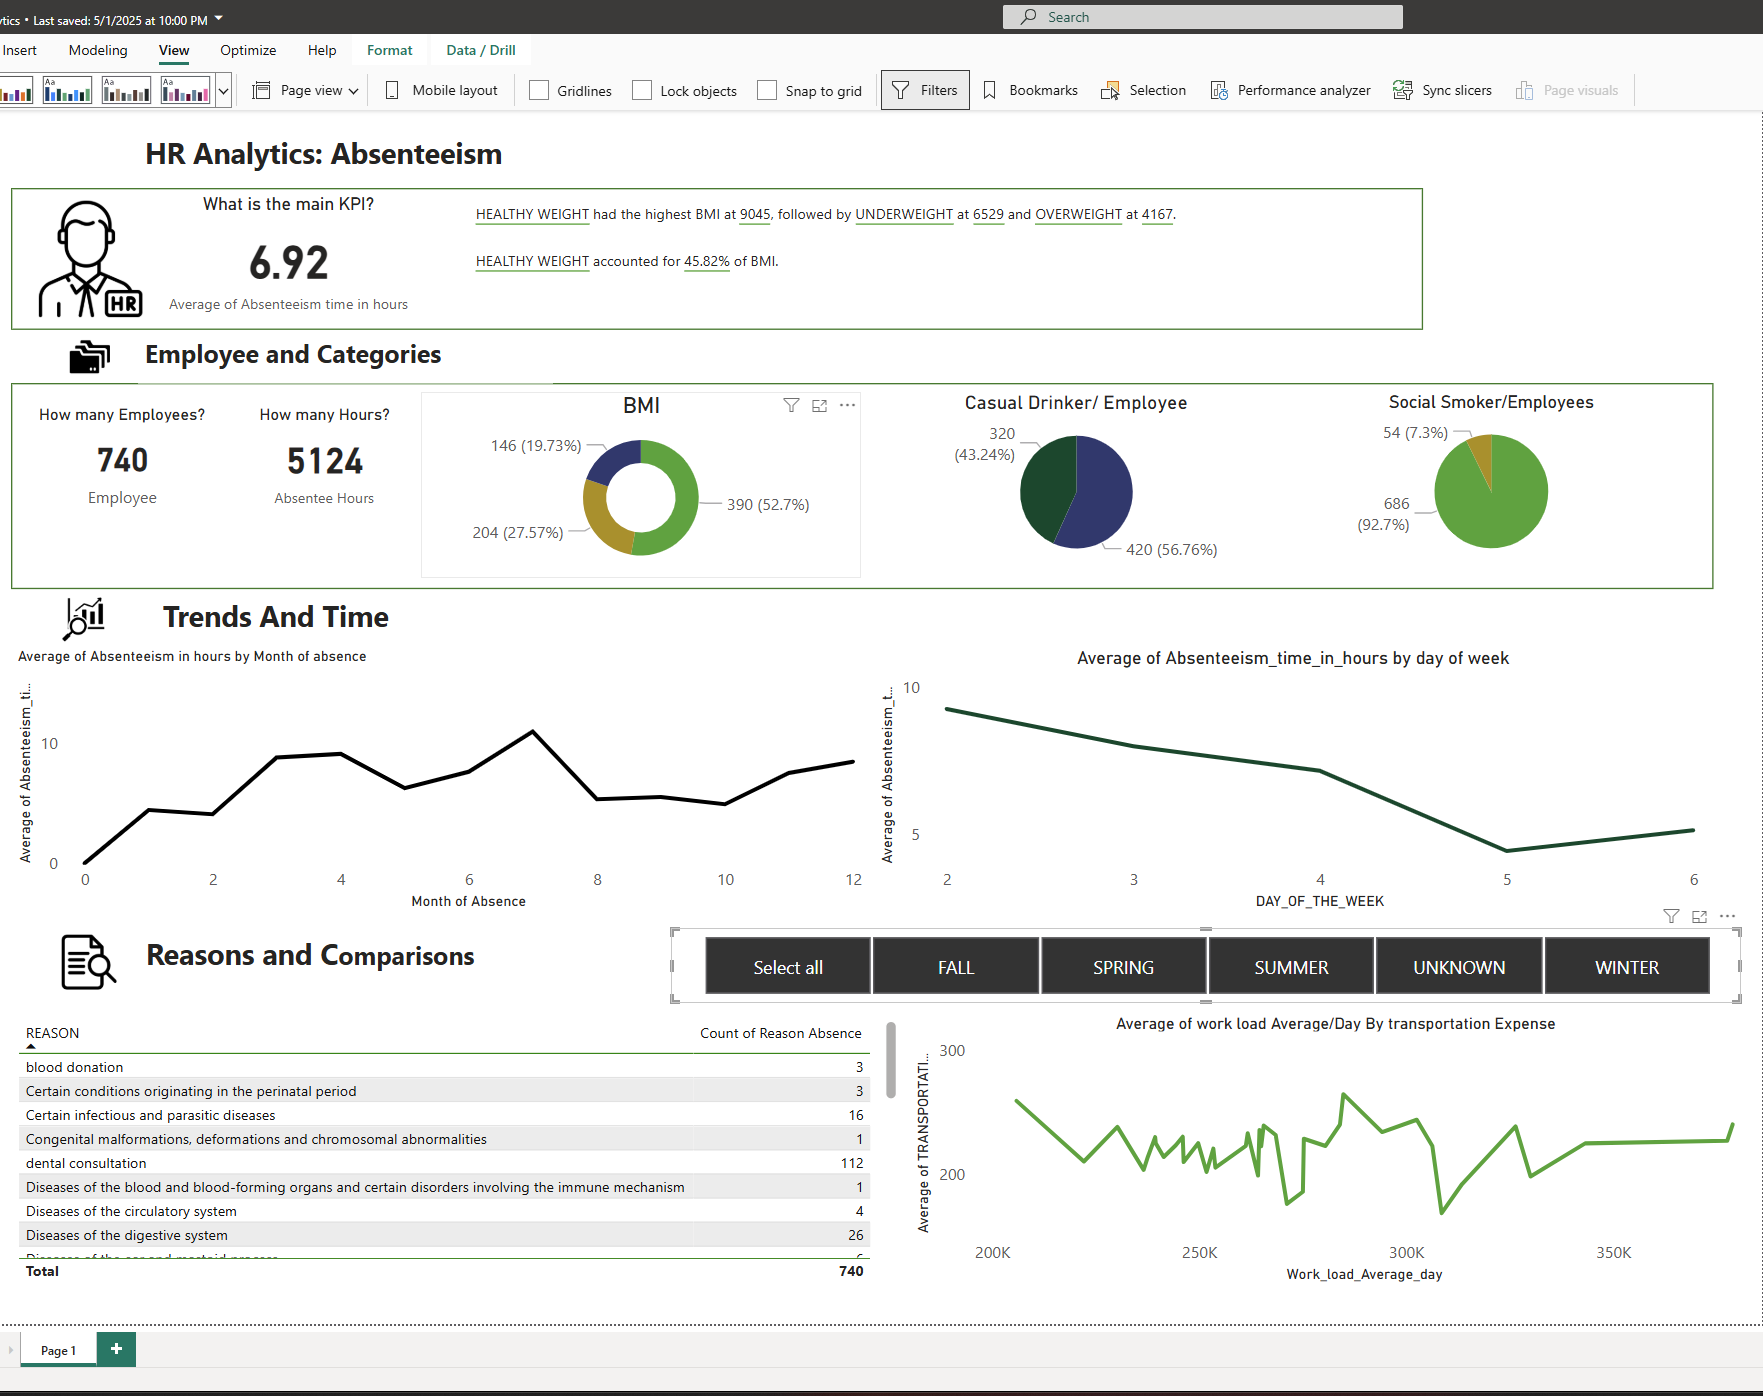 tics • Last saved: 5/1/2025 at 10:00 PM
Search
Insert Modeling View Optimize Help Format Data / Drill
Aa Aa Aa Page view Mobile layout Gridlines Lock objects Snap to grid Filters Bookmarks Selection Performance analyzer Sync slicers Page visuals
HR Analytics: Absenteeism
What is the main KPI?
6.92
Average of Absenteeism time in hours
HR
HEALTHY WEIGHT had the highest BMI at 9045, followed by UNDERWEIGHT at 6529 and OVERWEIGHT at 4167.
HEALTHY WEIGHT accounted for 45.82% of BMI.
Employee and Categories
How many Employees?
740
Employee
How many Hours?
5124
Absentee Hours
BMI
146 (19.73%)
390 (52.7%)
204 (27.57%)
Casual Drinker/ Employee
320
(43.24%)
420 (56.76%)
Social Smoker/Employees
54 (7.3%)
686
(92.7%)
Trends And Time
Average of Absenteeism in hours by Month of absence
Average of Absenteeism_ti...
10
0
0 2 4 6 8 10 12
Month of Absence
Average of Absenteeism_time_in_hours by day of week
Average of Absenteeism_t...
10
5
2 3 4 5 6
DAY_OF_THE_WEEK
Reasons and Comparisons
Select all FALL SPRING SUMMER UNKNOWN WINTER
REASON Count of Reason Absence
blood donation 3
Certain conditions originating in the perinatal period 3
Certain infectious and parasitic diseases 16
Congenital malformations, deformations and chromosomal abnormalities 1
dental consultation 112
Diseases of the blood and blood-forming organs and certain disorders involving the immune mechanism 1
Diseases of the circulatory system 4
Diseases of the digestive system 26
Total 740
Average of work load Average/Day By transportation Expense
Average of TRANSPORTATI...
300
200
200K 250K 300K 350K
Work_load_Average_day
Page 1
+